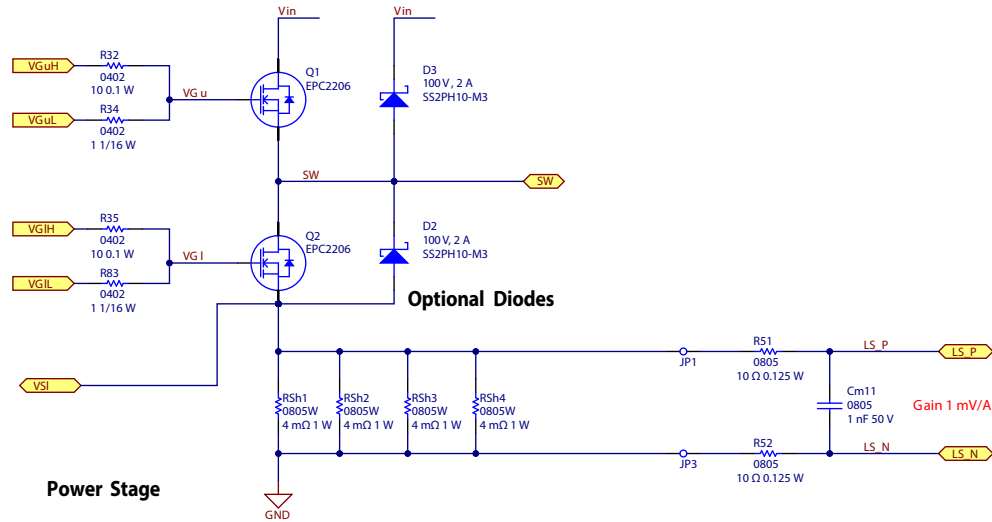 Vin
Vin
VGuH
R32
0402
10 0.1 W
VGuL
R34
0402
1 1/16 W
VG u
Q1
EPC2206
D3
100 V, 2 A
SS2PH10-M3
SW
SW
VGlH
R35
0402
10 0.1 W
VGlL
R83
0402
1 1/16 W
VG l
Q2
EPC2206
D2
100 V, 2 A
SS2PH10-M3
Optional Diodes
VSl
RSh1
0805W
4 mΩ 1 W
RSh2
0805W
4 mΩ 1 W
RSh3
0805W
4 mΩ 1 W
RSh4
0805W
4 mΩ 1 W
JP1
R51
0805
10 Ω 0.125 W
LS_P
LS_P
Cm11
0805
1 nF 50 V
Gain 1 mV/A
JP3
R52
0805
10 Ω 0.125 W
LS_N
LS_N
Power Stage
GND